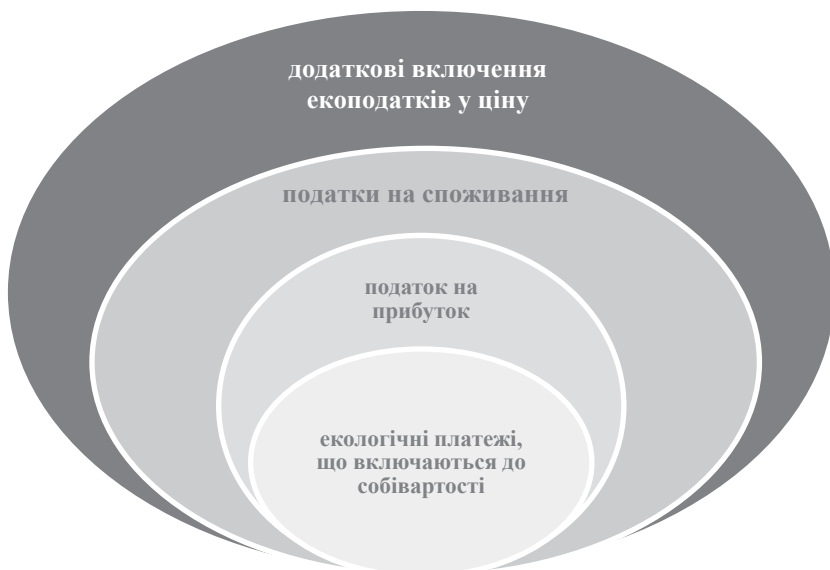 додаткові включення
екоподатків у ціну
податки на споживання
податок на
прибуток
екологічні платежі,
що включаються до
собівартості